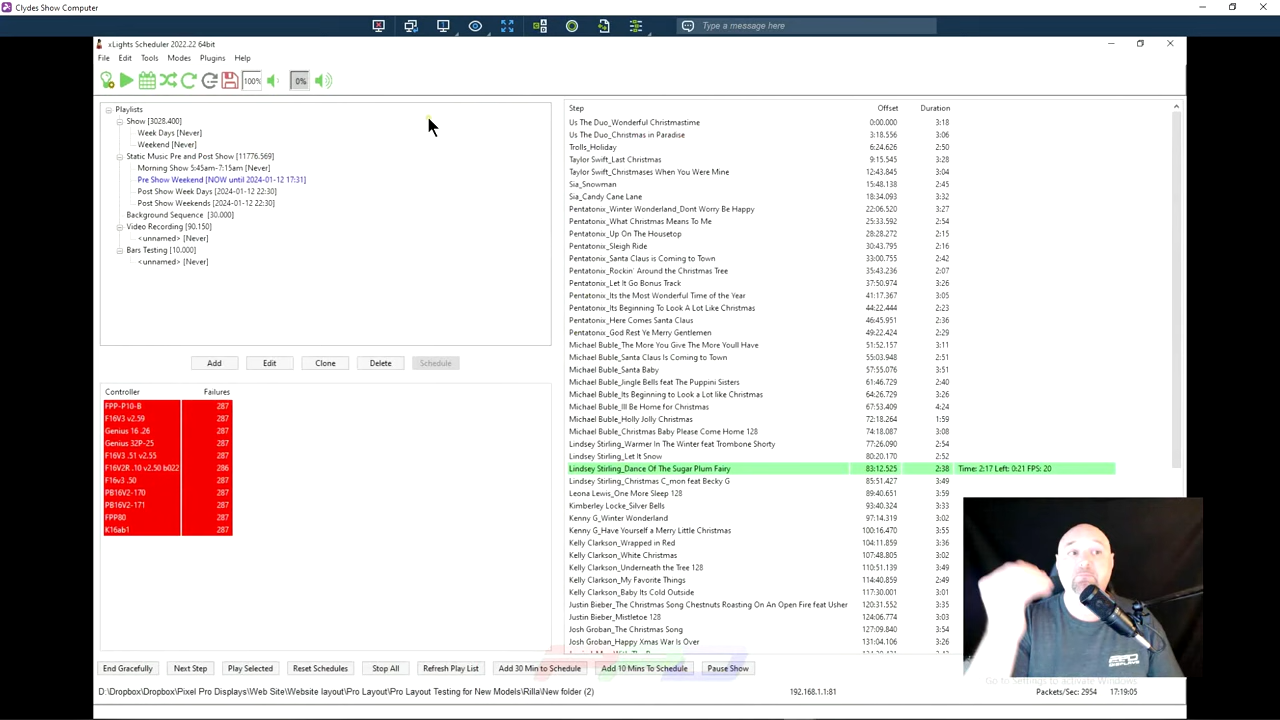 Clydes Show Computer
Type a message here
xLights Scheduler 2022.22 64bit
File Edit Tools Modes Plugins Help
100% 0%
Playlists
Show [3028.400]
Week Days [Never]
Weekend [Never]
Static Music Pre and Post Show [11776.569]
Morning Show 5:45am-7:15am [Never]
Pre Show Weekend [NOW until 2024-01-12 17:31]
Post Show Week Days [2024-01-12 22:30]
Post Show Weekends [2024-01-12 22:30]
Background Sequence [30.000]
Video Recording [90.150]
<unnamed> [Never]
Bars Testing [10.000]
<unnamed> [Never]
Add Edit Clone Delete Schedule
Controller Failures
FPP-P10-B 287
F16V3 v2.59 287
Genius 16 .26 287
Genius 32P-25 287
F16V3 .51 v2.55 287
F16V2R .10 v2.50 b022 286
F16v3 .50 287
PB16V2-170 287
PB16V2-171 287
FPP80 287
K16ab1 287
Step Offset Duration
Us The Duo_Wonderful Christmastime 0:00.000 3:18
Us The Duo_Christmas in Paradise 3:18.556 3:06
Trolls_Holiday 6:24.626 2:50
Taylor Swift_Last Christmas 9:15.545 3:28
Taylor Swift_Christmases When You Were Mine 12:43.845 3:04
Sia_Snowman 15:48.138 2:45
Sia_Candy Cane Lane 18:34.093 3:32
Pentatonix_Winter Wonderland_Dont Worry Be Happy 22:06.520 3:27
Pentatonix_What Christmas Means To Me 25:33.592 2:54
Pentatonix_Up On The Housetop 28:28.272 2:15
Pentatonix_Sleigh Ride 30:43.795 2:16
Pentatonix_Santa Claus is Coming to Town 33:00.755 2:42
Pentatonix_Rockin' Around the Christmas Tree 35:43.236 2:07
Pentatonix_Let It Go Bonus Track 37:50.974 3:26
Pentatonix_Its the Most Wonderful Time of the Year 41:17.367 3:05
Pentatonix_Its Beginning To Look A Lot Like Christmas 44:22.444 2:23
Pentatonix_Here Comes Santa Claus 46:45.951 2:36
Pentatonix_God Rest Ye Merry Gentlemen 49:22.424 2:29
Michael Buble_The More You Give The More Youll Have 51:52.157 3:11
Michael Buble_Santa Claus Is Coming to Town 55:03.948 2:51
Michael Buble_Santa Baby 57:55.076 3:51
Michael Buble_Jingle Bells feat The Puppini Sisters 61:46.729 2:40
Michael Buble_Its Beginning to Look a Lot like Christmas 64:26.729 3:26
Michael Buble_Ill Be Home for Christmas 67:53.409 4:24
Michael Buble_Holly Jolly Christmas 72:18.264 1:59
Michael Buble_Christmas Baby Please Come Home 128 74:18.087 3:08
Lindsey Stirling_Warmer In The Winter feat Trombone Shorty 77:26.090 2:54
Lindsey Stirling_Let It Snow 80:20.170 2:52
Lindsey Stirling_Dance Of The Sugar Plum Fairy 83:12.525 2:38 Time: 2:17 Left: 0:21 FPS: 20
Lindsey Stirling_Christmas C_mon feat Becky G 85:51.427 3:49
Leona Lewis_One More Sleep 128 89:40.651 3:59
Kimberley Locke_Silver Bells 93:40.324 3:33
Kenny G_Winter Wonderland 97:14.319 3:02
Kenny G_Have Yourself a Merry Little Christmas 100:16.470 3:55
Kelly Clarkson_Wrapped in Red 104:11.859 3:36
Kelly Clarkson_White Christmas 107:48.805 3:02
Kelly Clarkson_Underneath the Tree 128 110:51.139 3:49
Kelly Clarkson_My Favorite Things 114:40.859 2:49
Kelly Clarkson_Baby Its Cold Outside 117:30.001 3:01
Justin Bieber_The Christmas Song Chestnuts Roasting On An Open Fire feat Usher 120:31.552 3:35
Justin Bieber_Mistletoe 128 124:06.774 3:03
Josh Groban_The Christmas Song 127:09.840 3:54
Josh Groban_Happy Xmas War Is Over 131:04.106 3:
End Gracefully Next Step Play Selected Reset Schedules Stop All Refresh Play List Add 30 Min to Schedule Add 10 Mins To Schedule Pause Show
Go to Settings to activate Windows.
D:\Dropbox\Dropbox\Pixel Pro Displays\Web Site\Website layout\Pro Layout\Pro Layout Testing for New Models\Rilla\New folder (2) 192.168.1.1:81 Packets/Sec: 2954 17:19:05